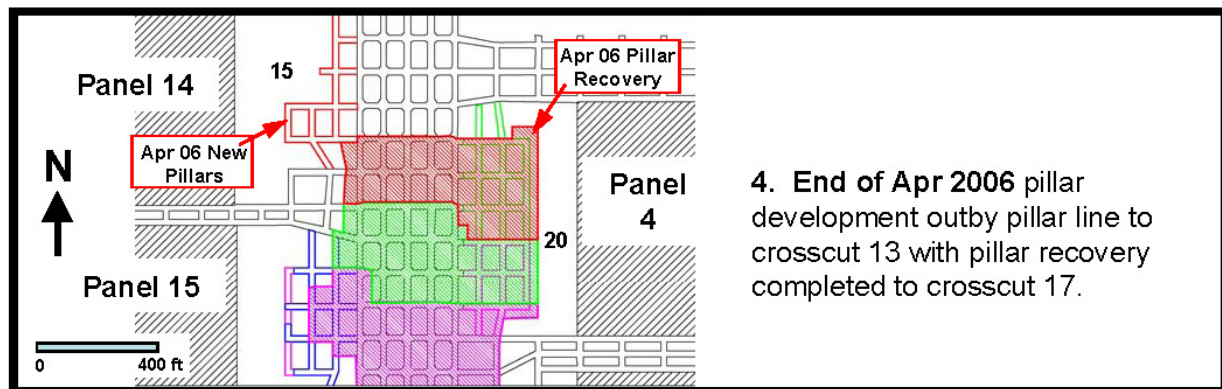 Panel 14
15
Apr 06 Pillar
Recovery
Apr 06 New
Pillars
N
Panel
4
20
Panel 15
0
400 ft
4. End of Apr 2006 pillar
development outby pillar line to
crosscut 13 with pillar recovery
completed to crosscut 17.